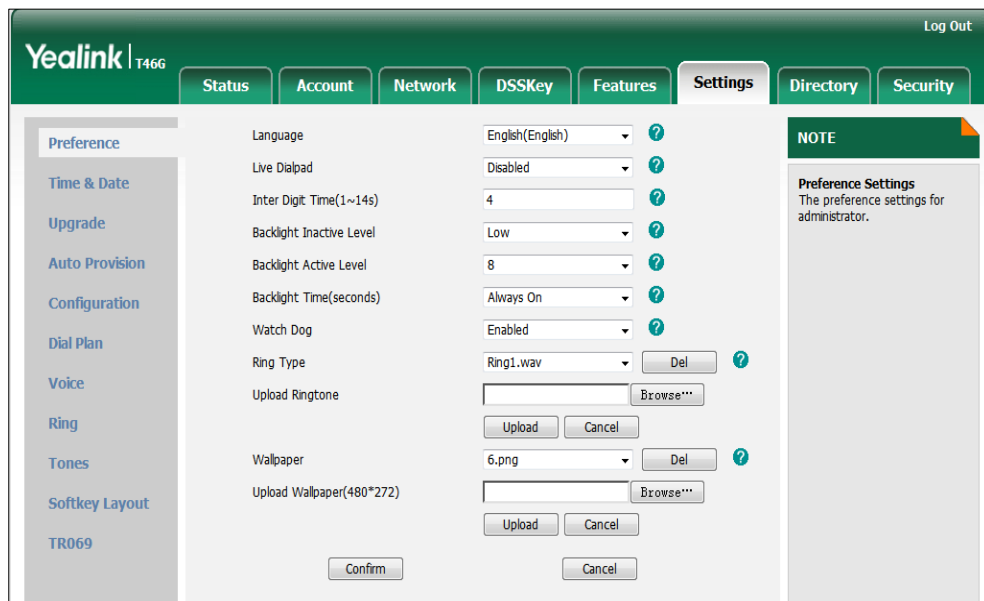 Log Out
Yealink | T46G
Status Account Network DSSKey Features Settings Directory Security
Preference
Time & Date
Upgrade
Auto Provision
Configuration
Dial Plan
Voice
Ring
Tones
Softkey Layout
TR069
Language English(English) ?
Live Dialpad Disabled ?
Inter Digit Time(1~14s) 4 ?
Backlight Inactive Level Low ?
Backlight Active Level 8 ?
Backlight Time(seconds) Always On ?
Watch Dog Enabled ?
Ring Type Ring1.wav Del ?
Upload Ringtone Browse...
Upload Cancel
Wallpaper 6.png Del ?
Upload Wallpaper(480*272) Browse...
Upload Cancel
Confirm Cancel
NOTE
Preference Settings
The preference settings for
administrator.